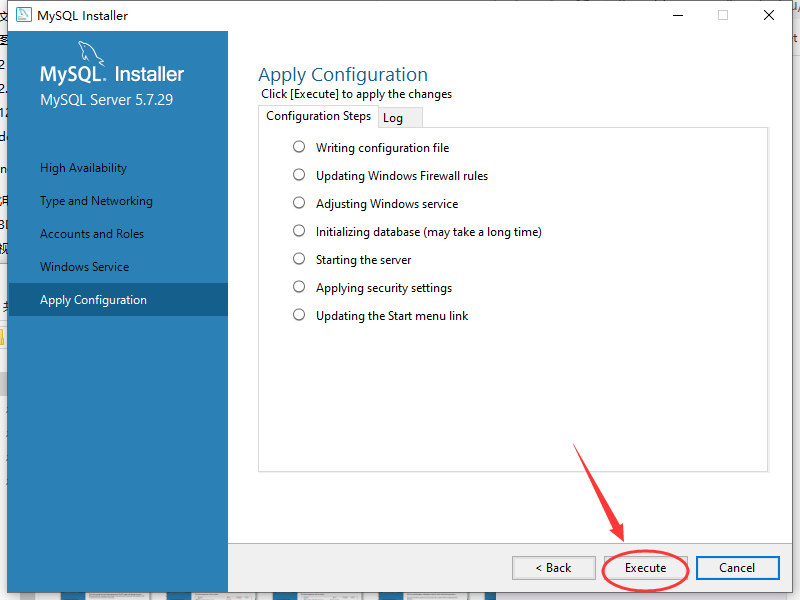 MySQL Installer
MySQL. Installer
MySQL Server 5.7.29
High Availability
Type and Networking
Accounts and Roles
Windows Service
Apply Configuration
Apply Configuration
Click [Execute] to apply the changes
Configuration Steps
Log
Writing configuration file
Updating Windows Firewall rules
Adjusting Windows service
Initializing database (may take a long time)
Starting the server
Applying security settings
Updating the Start menu link
< Back
Execute
Cancel